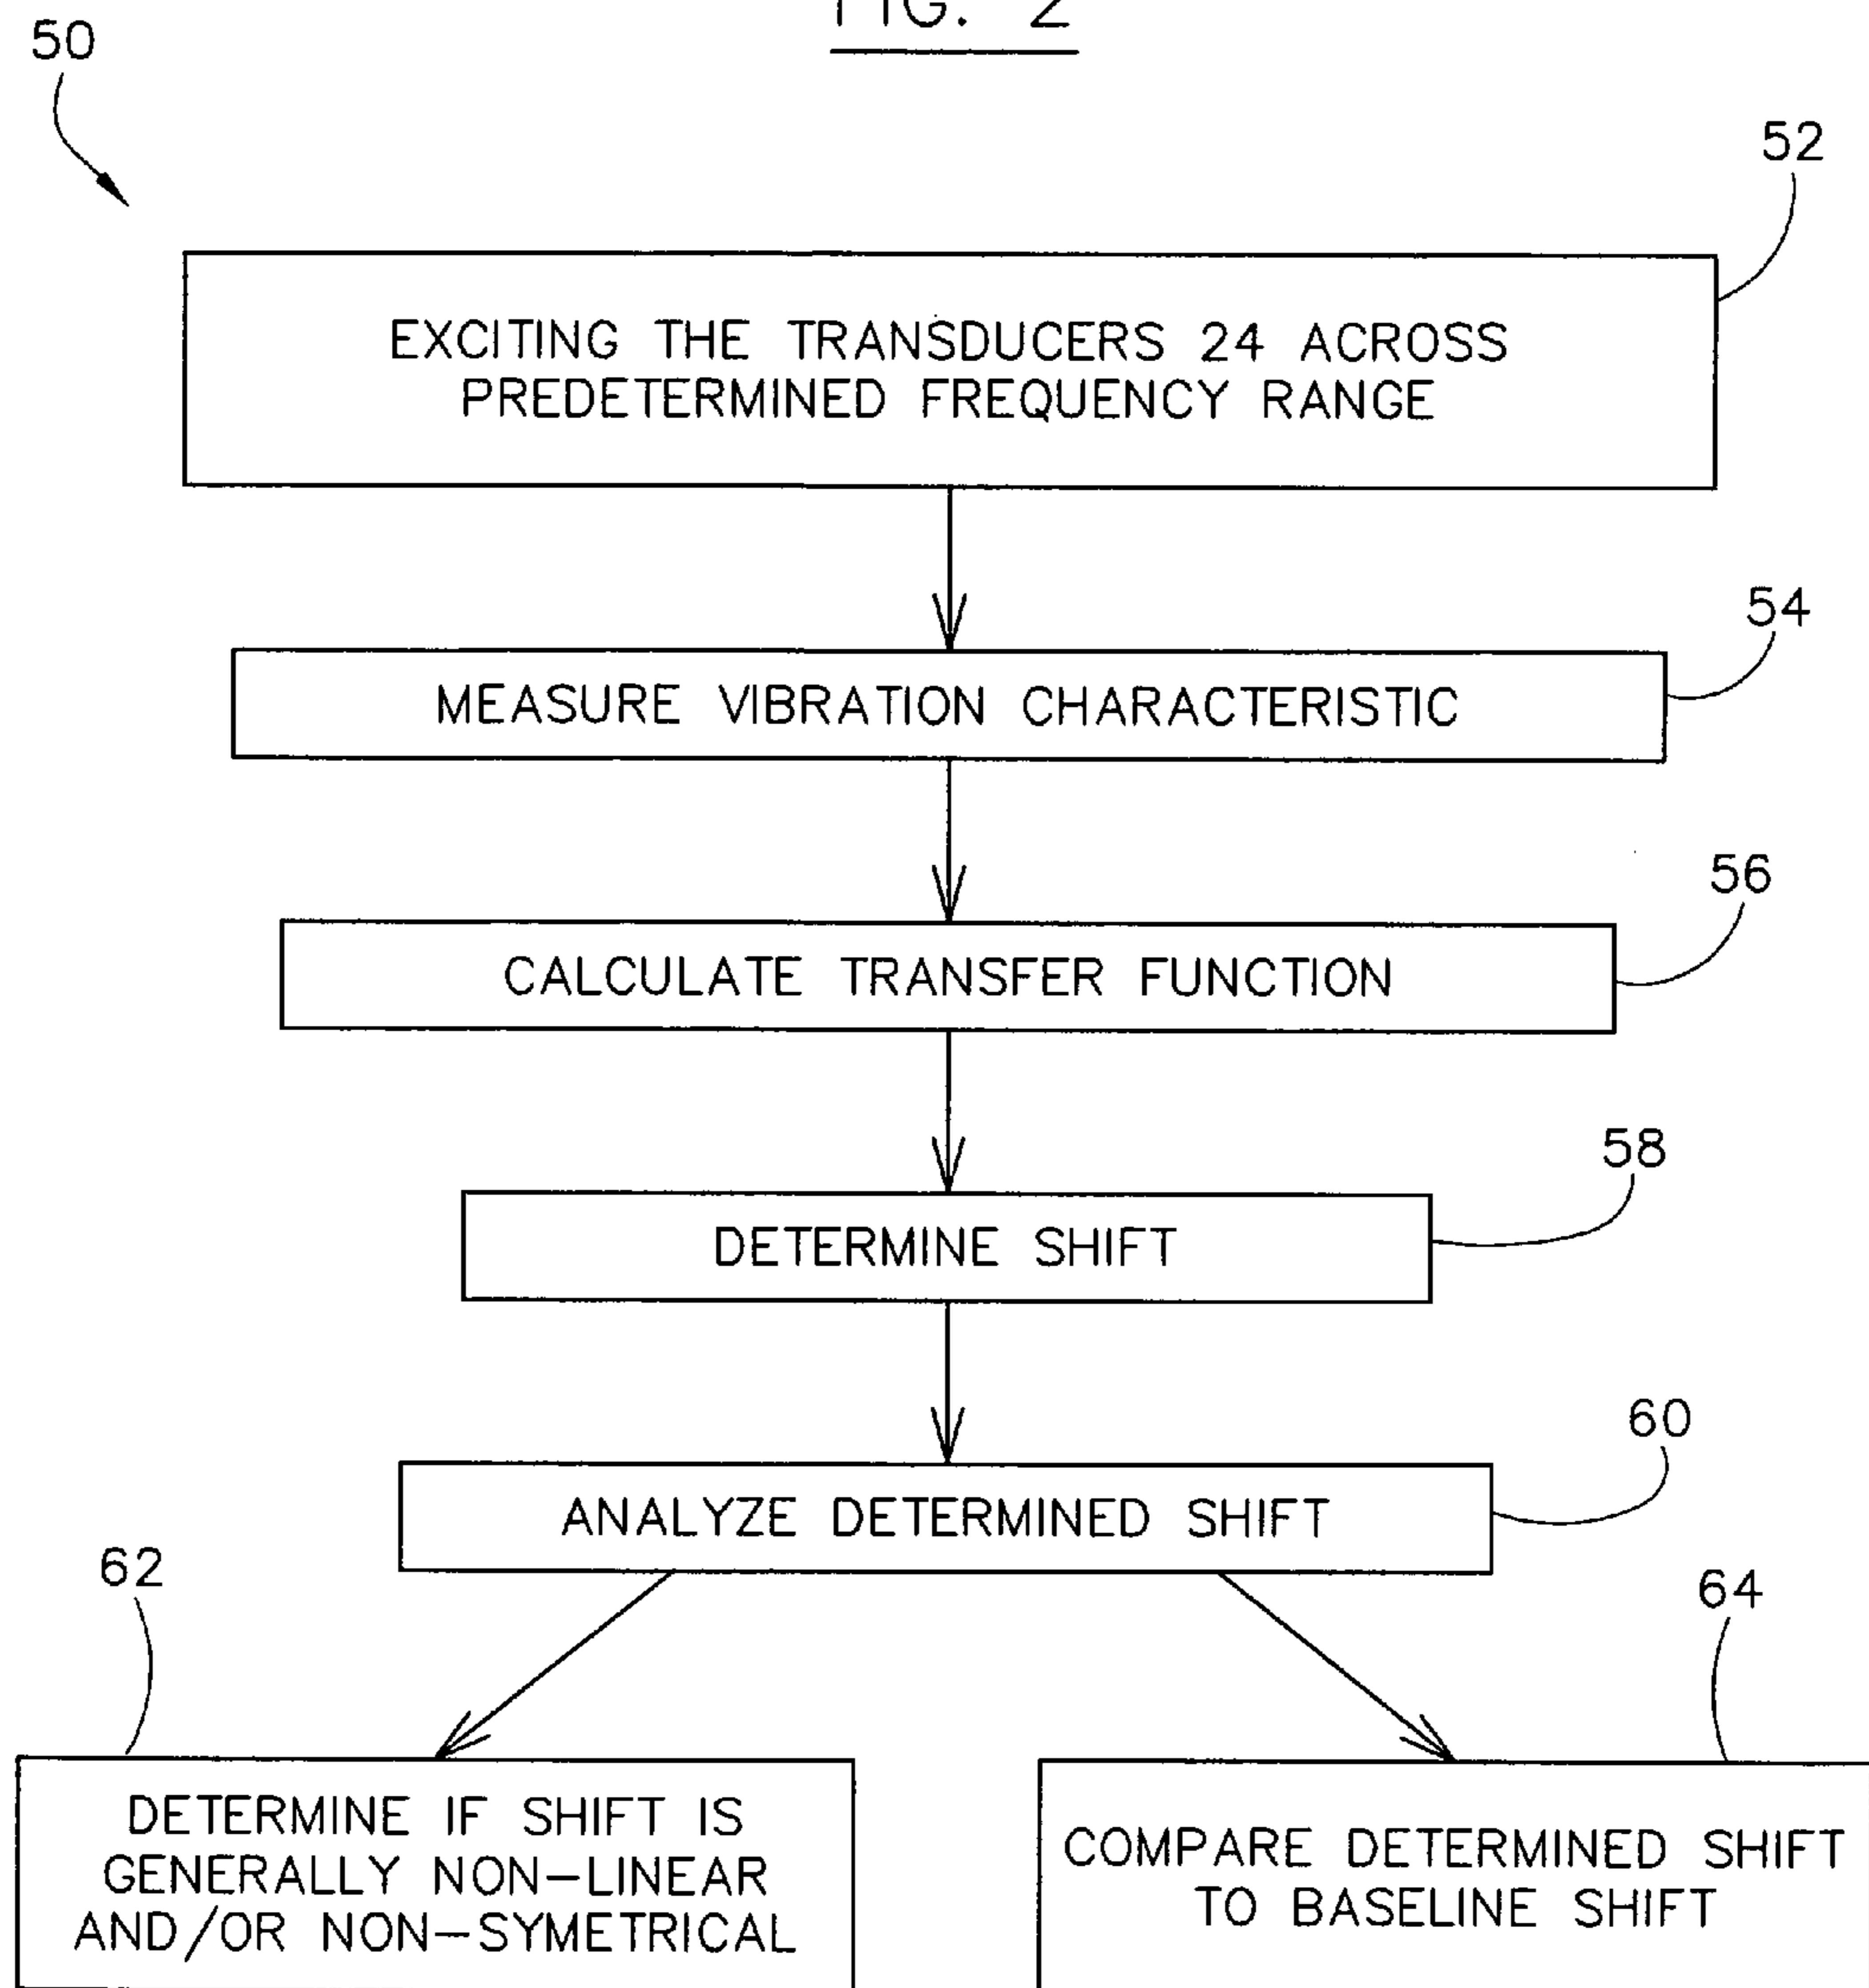 FIG. 2
50
52
EXCITING THE TRANSDUCERS 24 ACROSS
PREDETERMINED FREQUENCY RANGE
54
MEASURE VIBRATION CHARACTERISTIC
56
CALCULATE TRANSFER FUNCTION
58
DETERMINE SHIFT
60
ANALYZE DETERMINED SHIFT
62
64
DETERMINE IF SHIFT IS
GENERALLY NON-LINEAR
AND/OR NON-SYMETRICAL
COMPARE DETERMINED SHIFT
TO BASELINE SHIFT